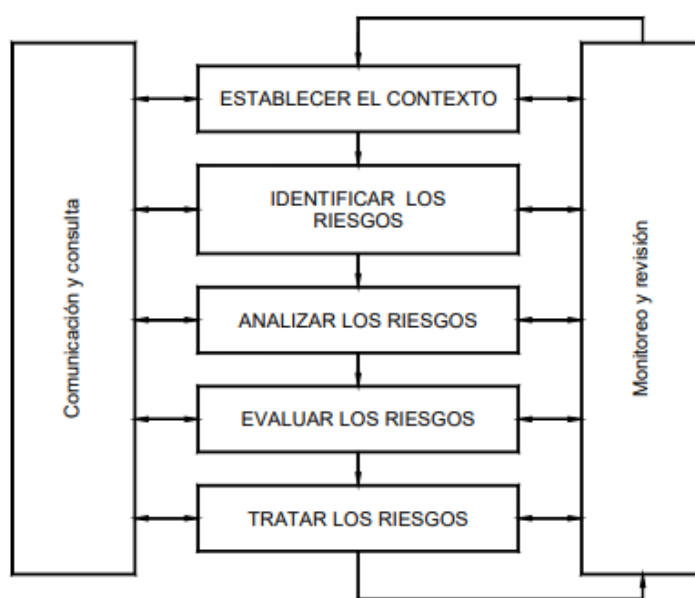 Comunicación y consulta
ESTABLECER EL CONTEXTO
IDENTIFICAR LOS
RIESGOS
ANALIZAR LOS RIESGOS
EVALUAR LOS RIESGOS
TRATAR LOS RIESGOS
Monitoreo y revisión